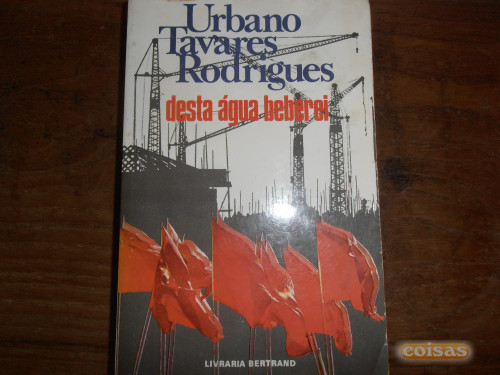 Urbano
Tavares
Rodrigues
desta água beberei
LIVRARIA BERTRAND
coisas